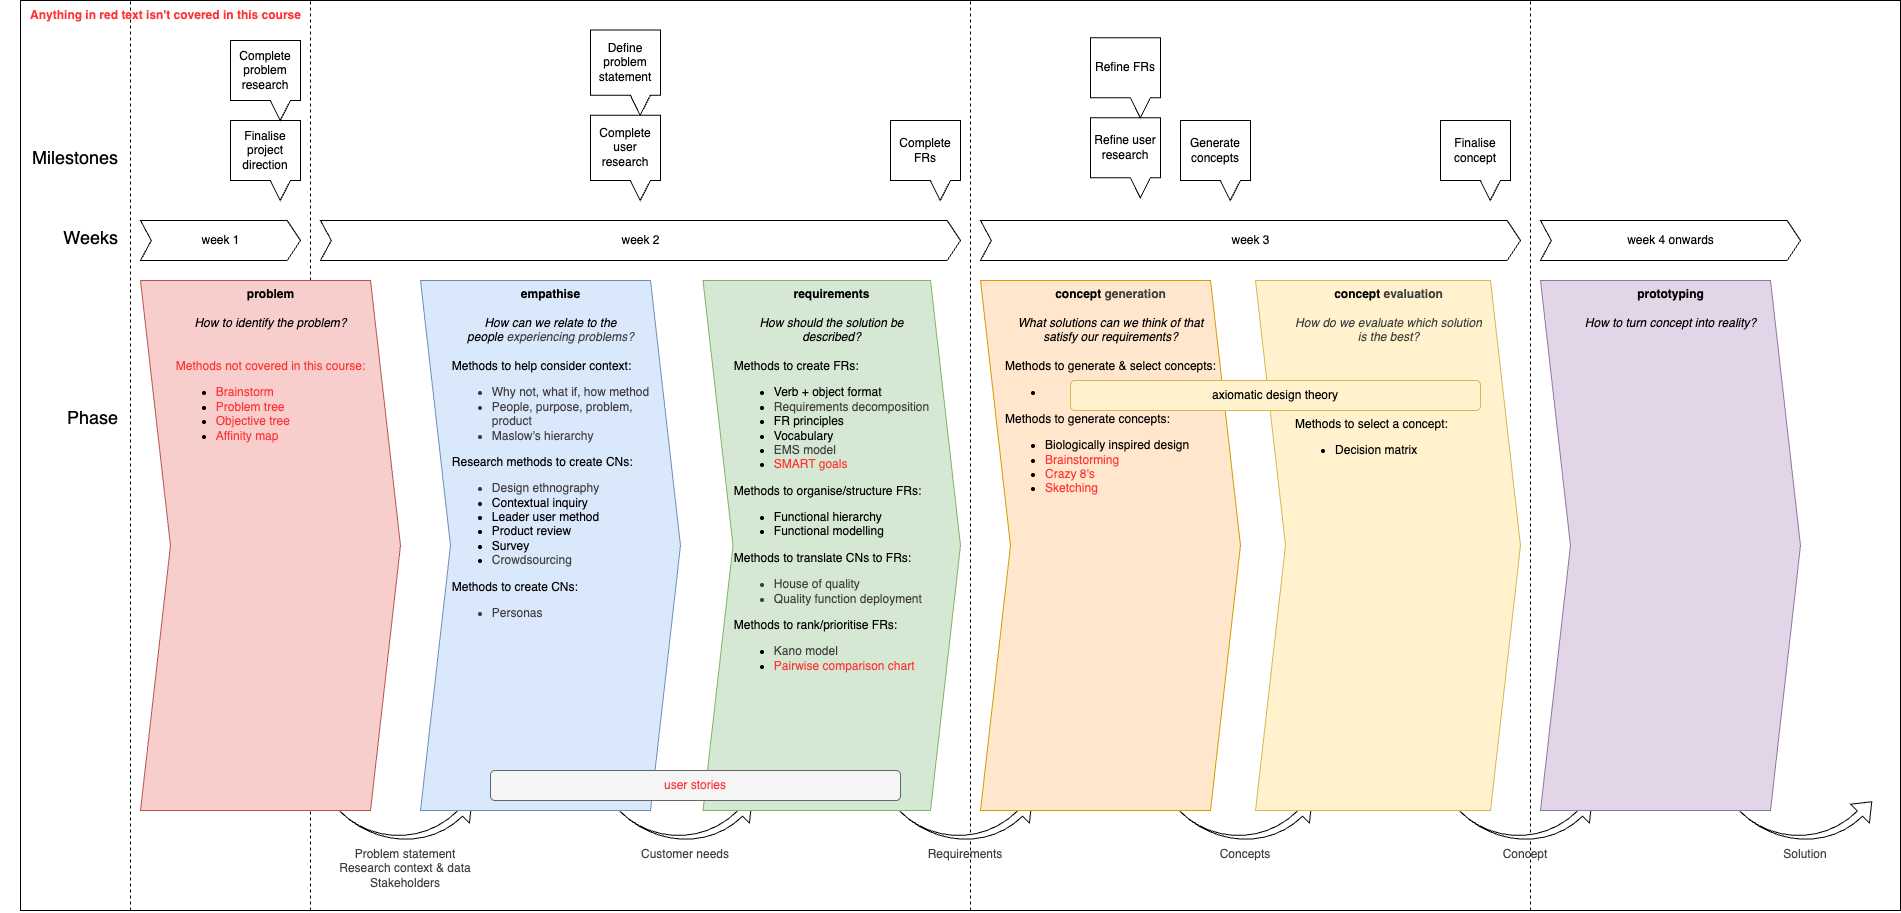 Anything in red text isn't covered in this course
Complete
problem
research
Finalise
project
direction
Define
problem
statement
Complete
user
research
Complete
FRs
Refine FRs
Refine user
research
Generate
concepts
Finalise
concept
Milestones
Weeks
week 1
week 2
week 3
week 4 onwards
Phase
problem
How to identify the problem?
Methods not covered in this course:
Brainstorm
Problem tree
Objective tree
Affinity map
empathise
How can we relate to the
people experiencing problems?
Methods to help consider context:
Why not, what if, how method
People, purpose, problem,
product
Maslow's hierarchy
Research methods to create CNs:
Design ethnography
Contextual inquiry
Leader user method
Product review
Survey
Crowdsourcing
Methods to create CNs:
Personas
requirements
How should the solution be
described?
Methods to create FRs:
Verb + object format
Requirements decomposition
FR principles
Vocabulary
EMS model
SMART goals
Methods to organise/structure FRs:
Functional hierarchy
Functional modelling
Methods to translate CNs to FRs:
House of quality
Quality function deployment
Methods to rank/prioritise FRs:
Kano model
Pairwise comparison chart
user stories
concept generation
What solutions can we think of that
satisfy our requirements?
Methods to generate & select concepts:
axiomatic design theory
Methods to generate concepts:
Biologically inspired design
Brainstorming
Crazy 8's
Sketching
concept evaluation
How do we evaluate which solution
is the best?
Methods to select a concept:
Decision matrix
prototyping
How to turn concept into reality?
Problem statement
Research context & data
Stakeholders
Customer needs
Requirements
Concepts
Concept
Solution